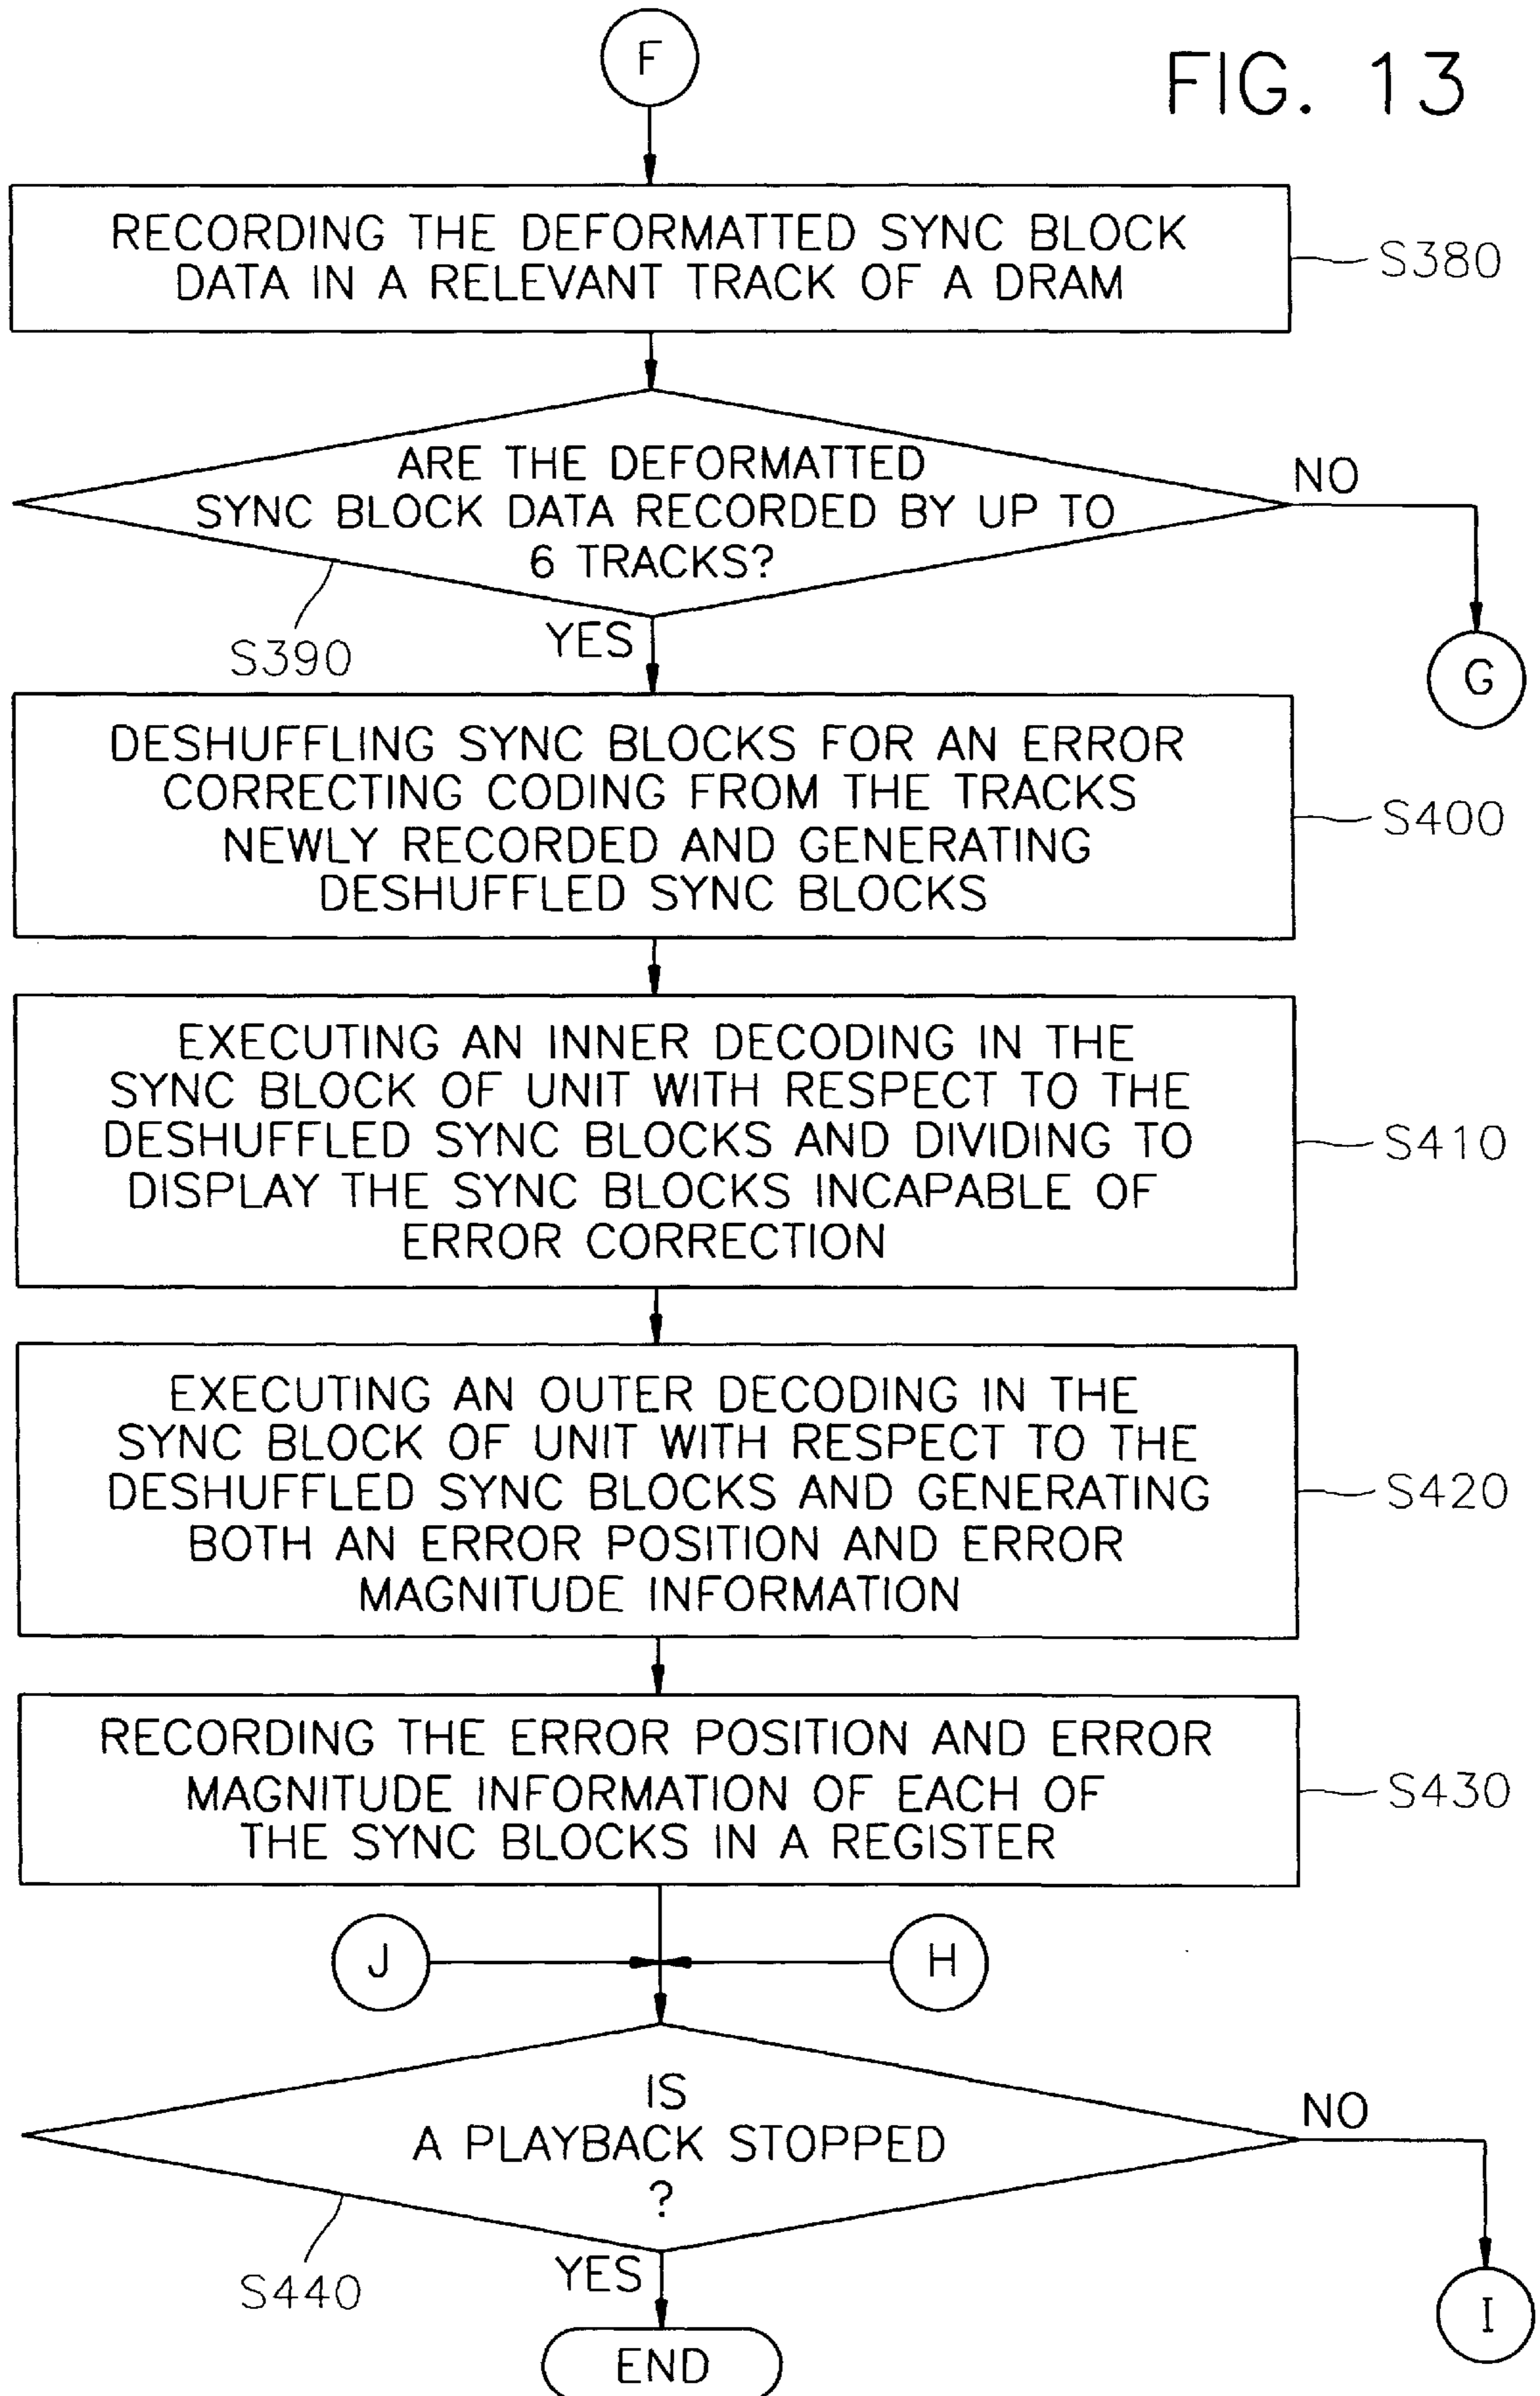 F
FIG. 13
RECORDING THE DEFORMATTED SYNC BLOCK
DATA IN A RELEVANT TRACK OF A DRAM
S380
ARE THE DEFORMATTED
SYNC BLOCK DATA RECORDED BY UP TO
6 TRACKS?
NO
S390
YES
G
DESHUFFLING SYNC BLOCKS FOR AN ERROR
CORRECTING CODING FROM THE TRACKS
NEWLY RECORDED AND GENERATING
DESHUFFLED SYNC BLOCKS
S400
EXECUTING AN INNER DECODING IN THE
SYNC BLOCK OF UNIT WITH RESPECT TO THE
DESHUFFLED SYNC BLOCKS AND DIVIDING TO
DISPLAY THE SYNC BLOCKS INCAPABLE OF
ERROR CORRECTION
S410
EXECUTING AN OUTER DECODING IN THE
SYNC BLOCK OF UNIT WITH RESPECT TO THE
DESHUFFLED SYNC BLOCKS AND GENERATING
BOTH AN ERROR POSITION AND ERROR
MAGNITUDE INFORMATION
S420
RECORDING THE ERROR POSITION AND ERROR
MAGNITUDE INFORMATION OF EACH OF
THE SYNC BLOCKS IN A REGISTER
S430
J
H
IS
A PLAYBACK STOPPED
?
NO
S440
YES
I
END